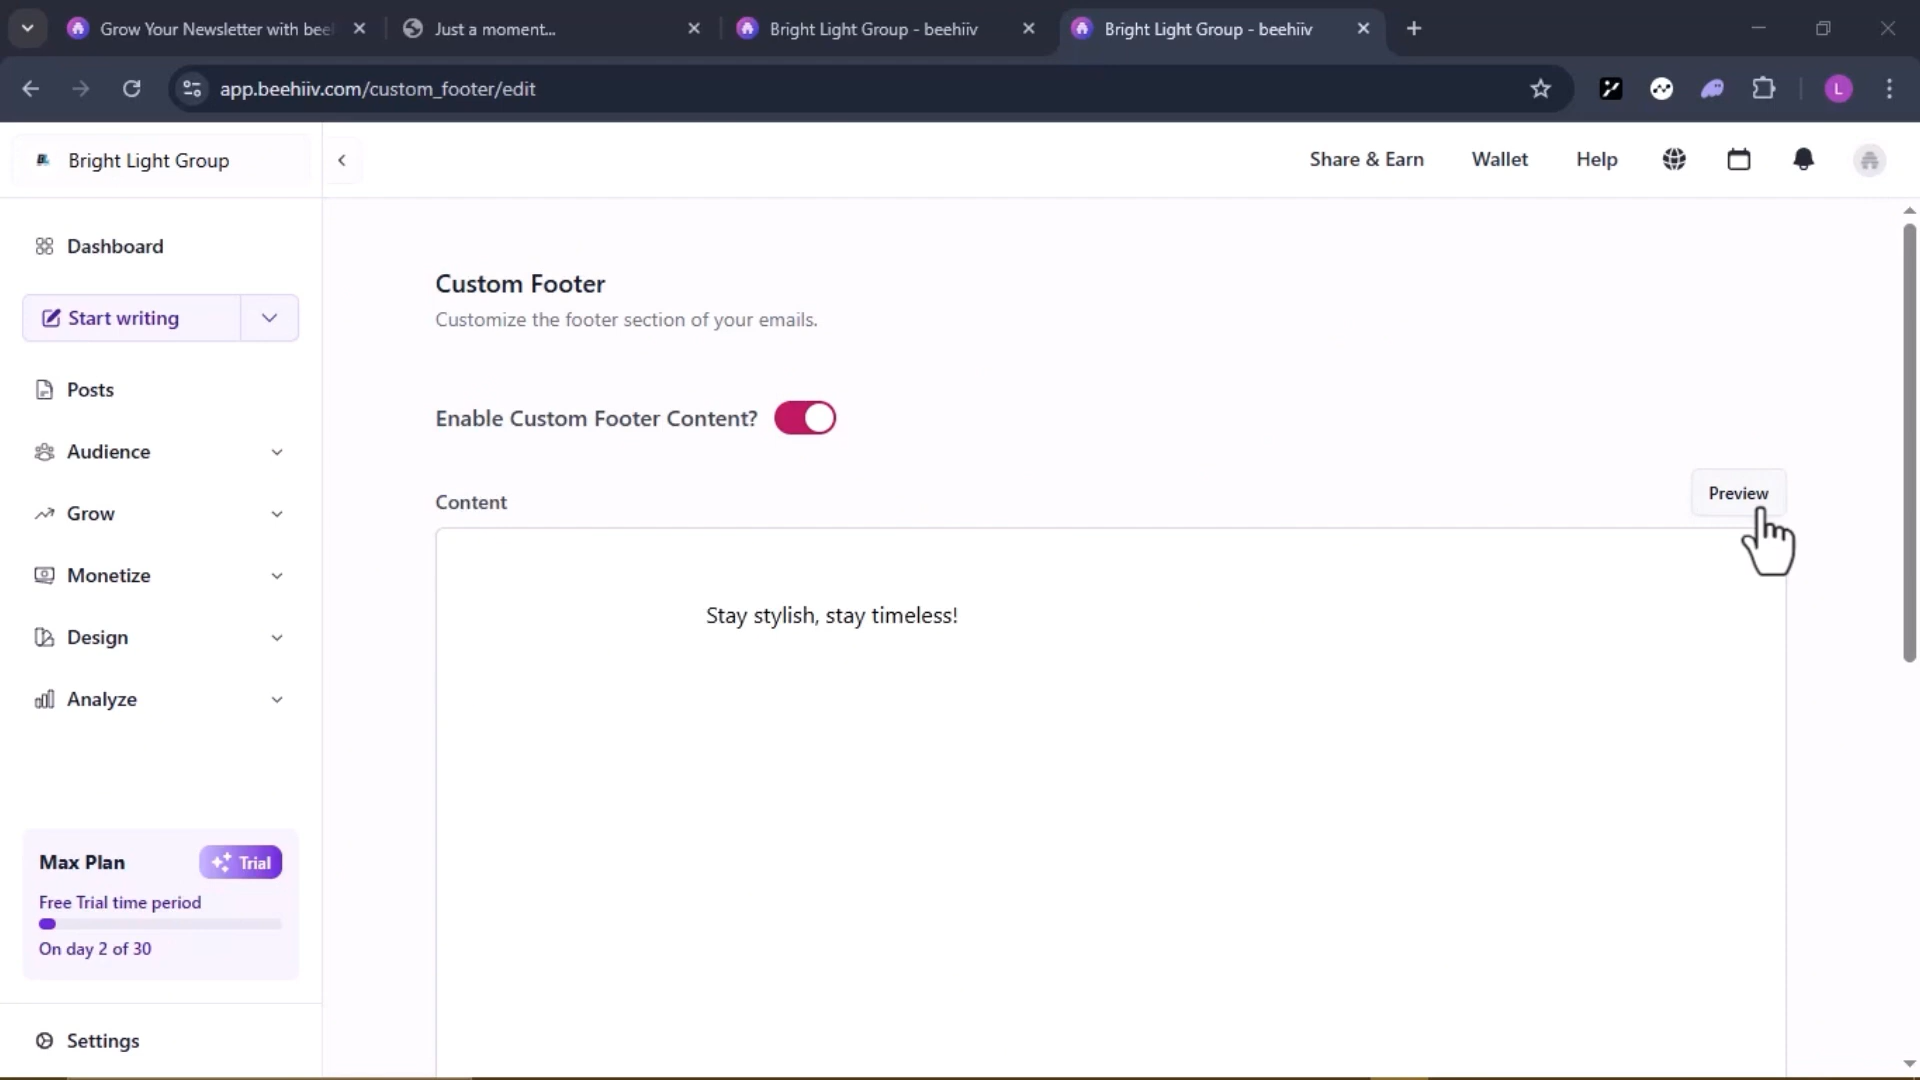 Grow Your Newsletter with bee
Just a moment...
Bright Light Group - beehiiv
Bright Light Group - beehiiv
app.beehiiv.com/custom_footer/edit
L
BL
Bright Light Group
Share & Earn
Wallet
Help
Dashboard
Start writing
Posts
Audience
Grow
Monetize
Design
Analyze
Max Plan
Trial
Free Trial time period
On day 2 of 30
Settings
Custom Footer
Customize the footer section of your emails.
Enable Custom Footer Content?
Content
Preview
Stay stylish, stay timeless!